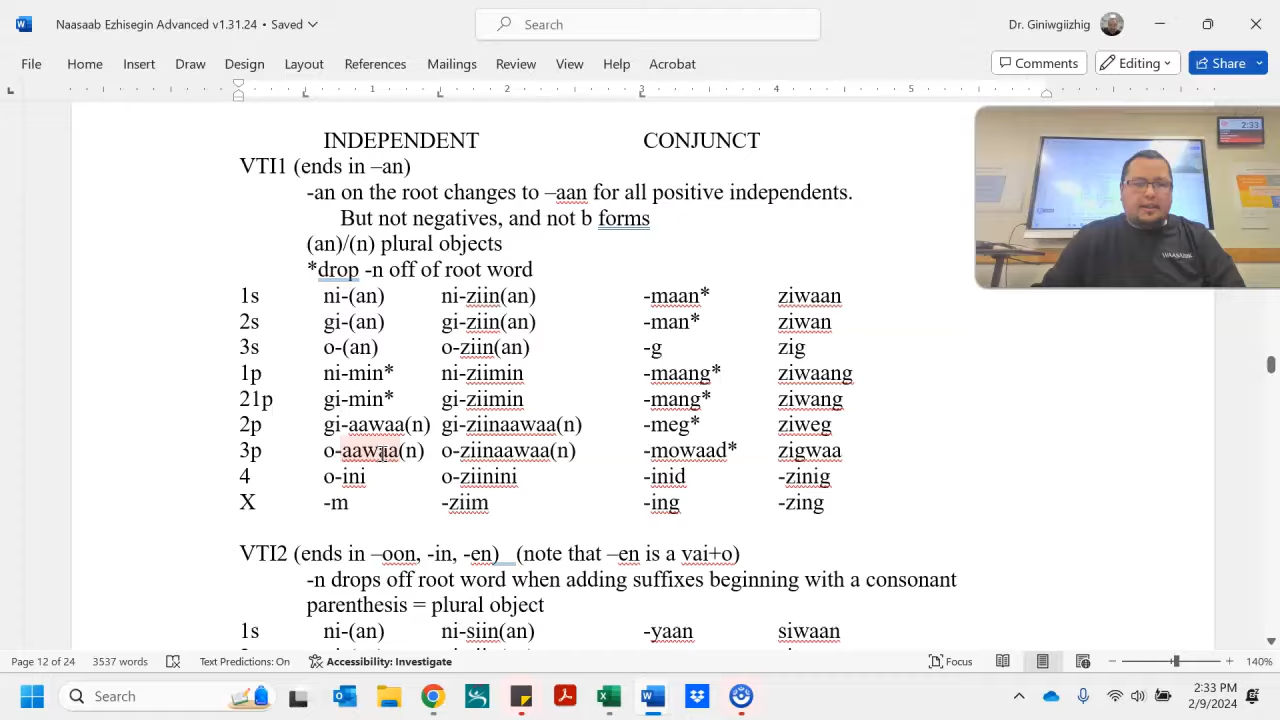 Naasaab Ezhisegin Advanced v1.31.24 • Saved
Search
Dr. Giniwgiizhig
File Home Insert Draw Design Layout References Mailings Review View Help Acrobat
Comments Editing Share
1 2 3 4 5
INDEPENDENT CONJUNCT
VTI1 (ends in –an)
-an on the root changes to –aan for all positive independents.
But not negatives, and not b forms
(an)/(n) plural objects
*drop -n off of root word
1s ni-(an) ni-ziin(an) -maan* ziwaan
2s gi-(an) gi-ziin(an) -man* ziwan
3s o-(an) o-ziin(an) -g zig
1p ni-min* ni-ziimin -maang* ziwaang
21p gi-min* gi-ziimin -mang* ziwang
2p gi-aawaa(n) gi-ziinaawaa(n) -meg* ziweg
3p o-aawaa(n) o-ziinaawaa(n) -mowaad* zigwaa
4 o-ini o-ziinini -inid -zinig
X -m -ziim -ing -zing
VTI2 (ends in –oon, -in, -en) (note that –en is a vai+o)
-n drops off root word when adding suffixes beginning with a consonant
parenthesis = plural object
1s ni-(an) ni-siin(an) -yaan siwaan
2:33
WAASABIK
Page 12 of 24 3537 words Text Predictions: On Accessibility: Investigate Focus 140%
Search
2:33 PM
2/9/2024